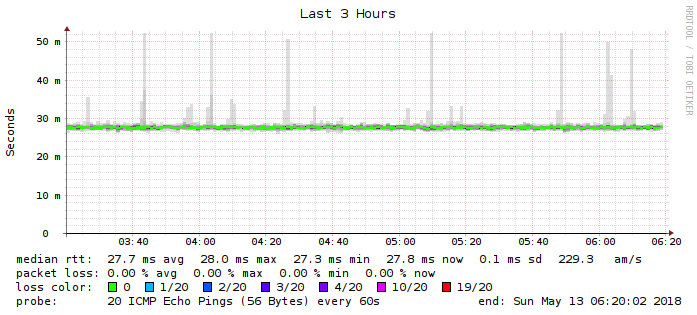 Last 3 Hours
RRDTOOL / TOBI OETIKER
Seconds
50 m
40 m
30 m
20 m
10 m
0
03:40 04:00 04:20 04:40 05:00 05:20 05:40 06:00 06:20
median rtt: 27.7 ms avg 28.0 ms max 27.3 ms min 27.8 ms now 0.1 ms sd 229.3 am/s
packet loss: 0.00 % avg 0.00 % max 0.00 % min 0.00 % now
loss color: 0 1/20 2/20 3/20 4/20 10/20 19/20
probe: 20 ICMP Echo Pings (56 Bytes) every 60s end: Sun May 13 06:20:02 2018